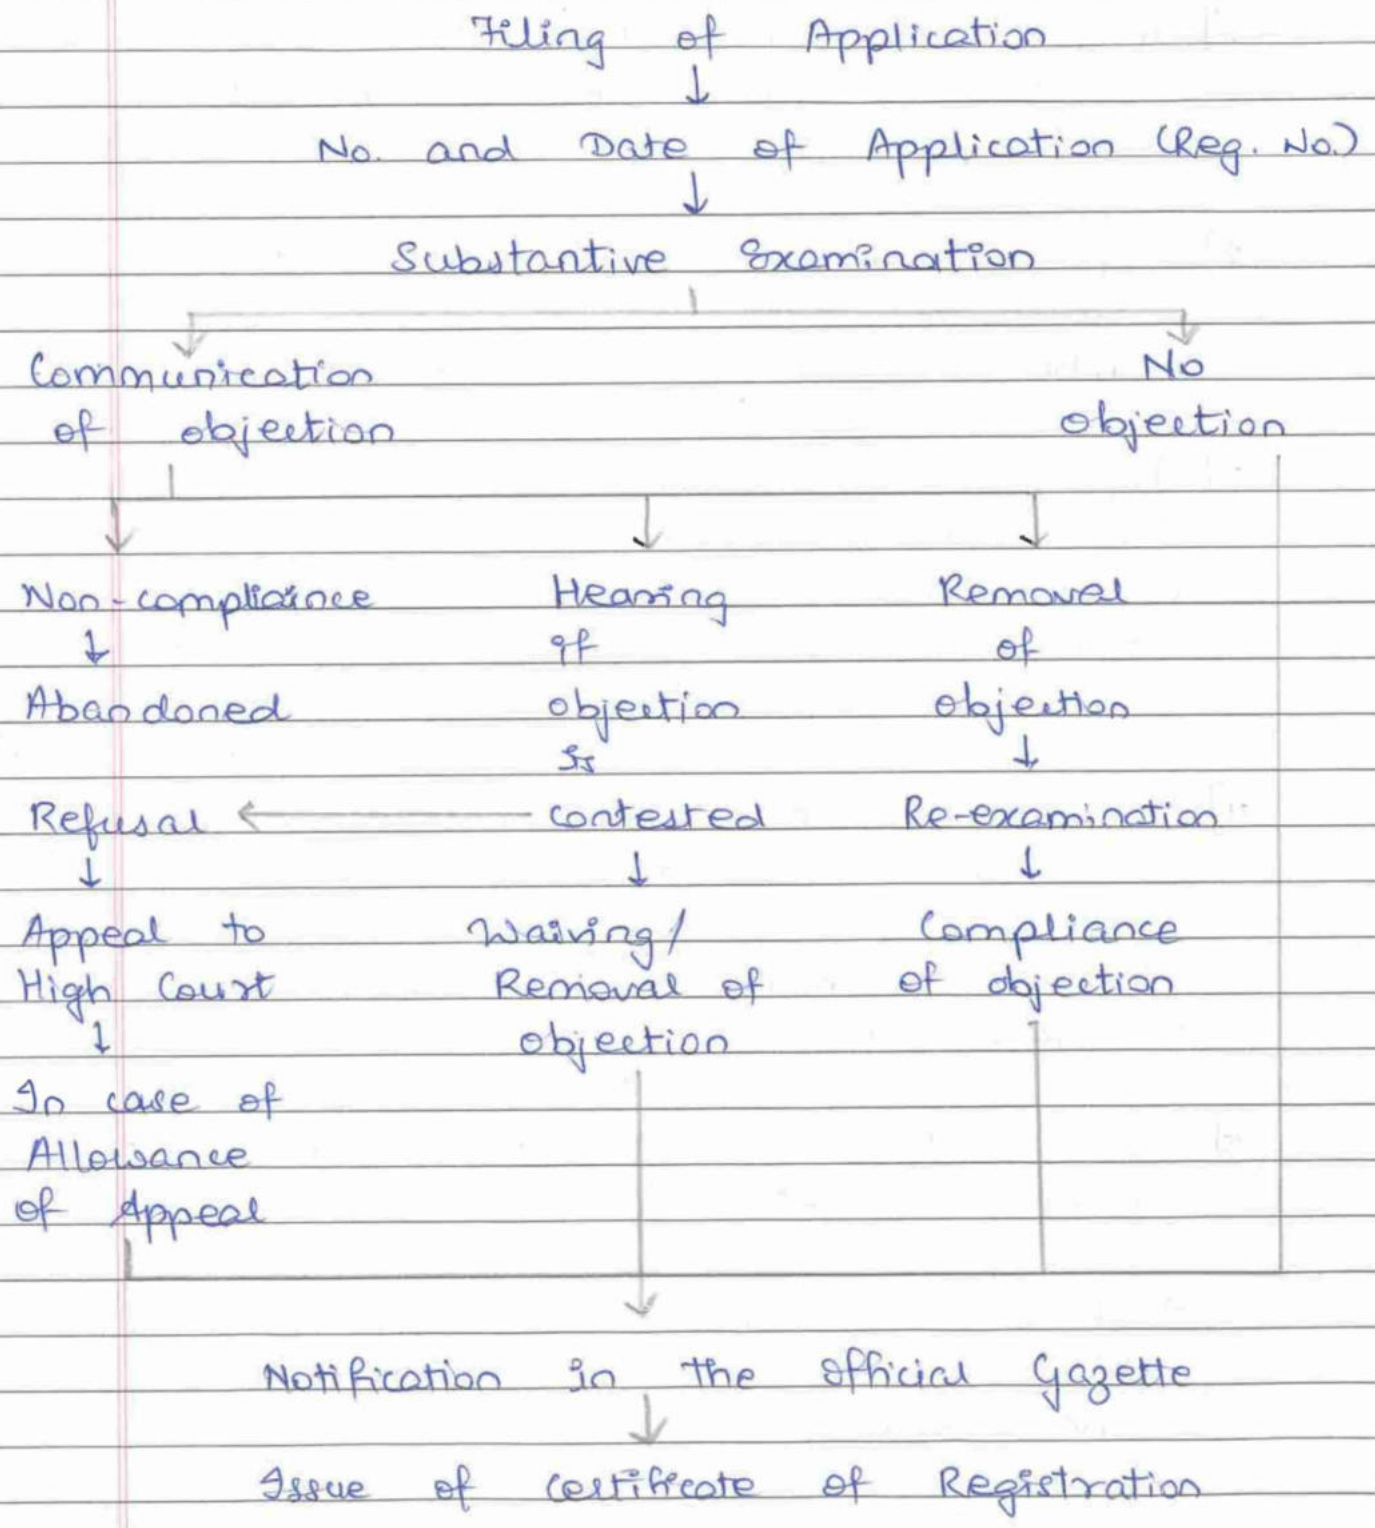 Filing of Application
↓
No. and Date of Application (Reg. No.)
↓
Substantive Examination
Communication
of objection
No
objection
Non-compliance
↓
Abandoned
Refusal
↓
Appeal to
High Court
↓
In case of
Allowance
of Appeal
Hearing
if
objection
Is
contested
↓
Waiving/
Removal of
objection
Removal
of
objection
↓
Re-examination
↓
Compliance
of objection
Notification in the official Gazette
↓
Issue of certificate of Registration